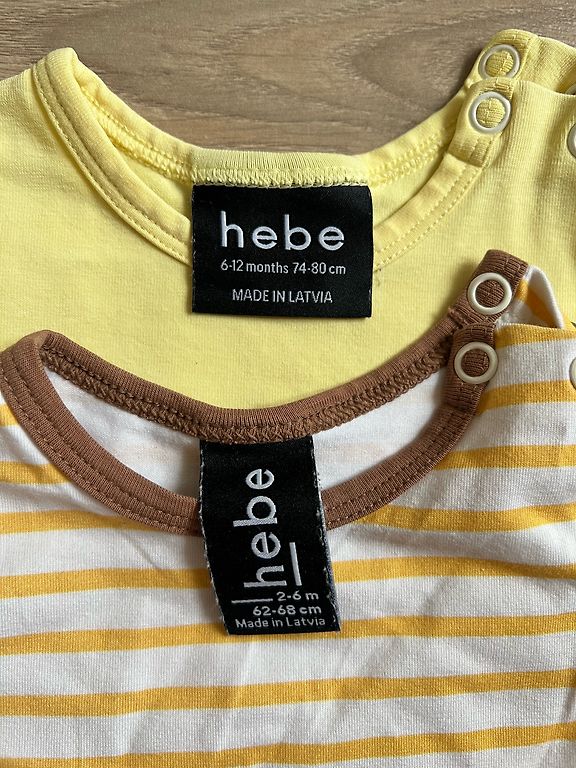 hebe
6-12 months 74-80 cm
MADE IN LATVIA
hebe
2-6 m
62-68 cm
Made in Latvia